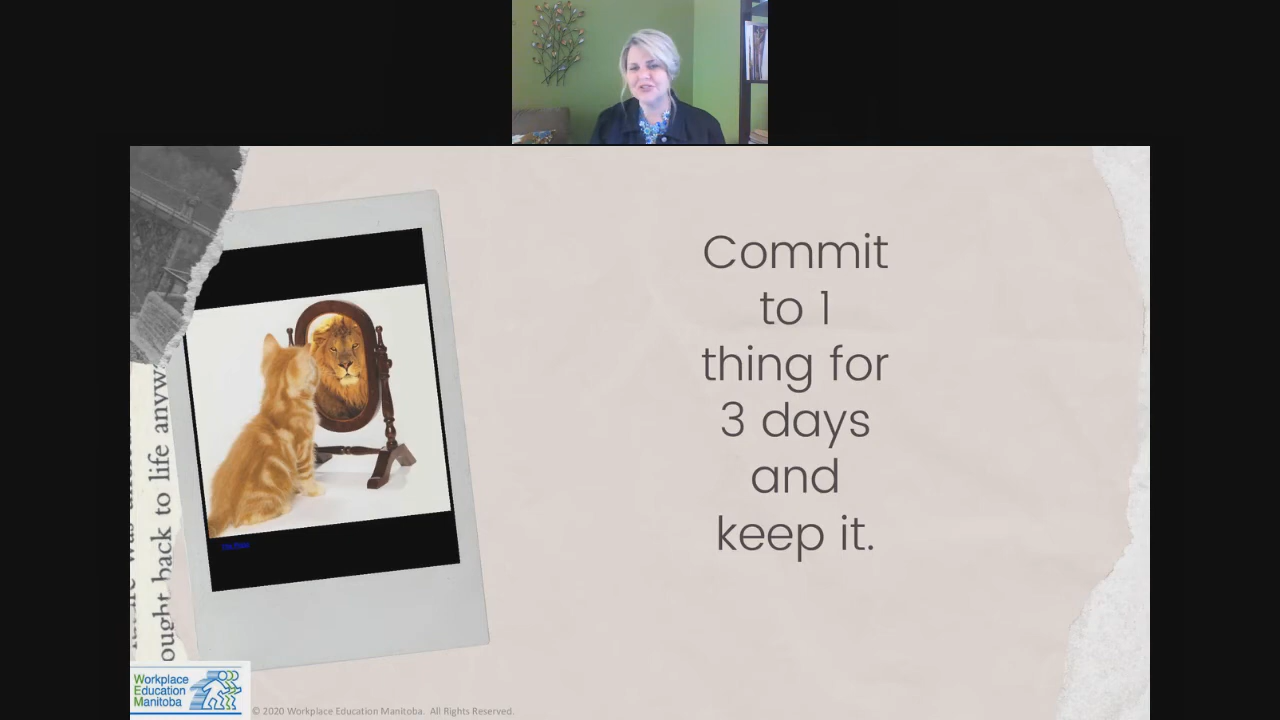 Commit
to 1
thing for
3 days
and
keep it.
ought back to life anyw
Workplace
Education
Manitoba
© 2020 Workplace Education Manitoba. All Rights Reserved.